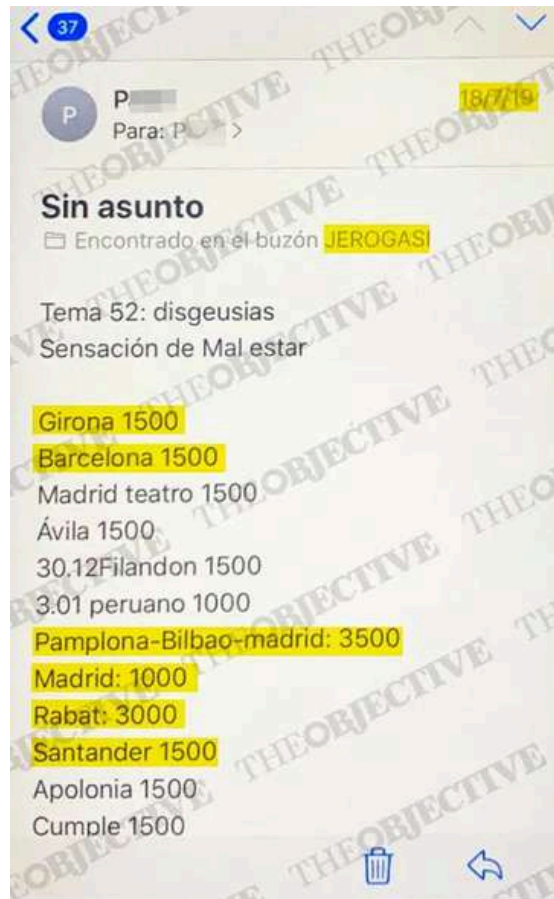 37
P
P
Para: P
18/7/19
Sin asunto
Encontrado en el buzón JEROGASI
Tema 52: disgeusias
Sensación de Mal estar
Girona 1500
Barcelona 1500
Madrid teatro 1500
Ávila 1500
30.12Filandon 1500
3.01 peruano 1000
Pamplona-Bilbao-madrid: 3500
Madrid: 1000
Rabat: 3000
Santander 1500
Apolonia 1500
Cumple 1500
THEOBJECTIVE